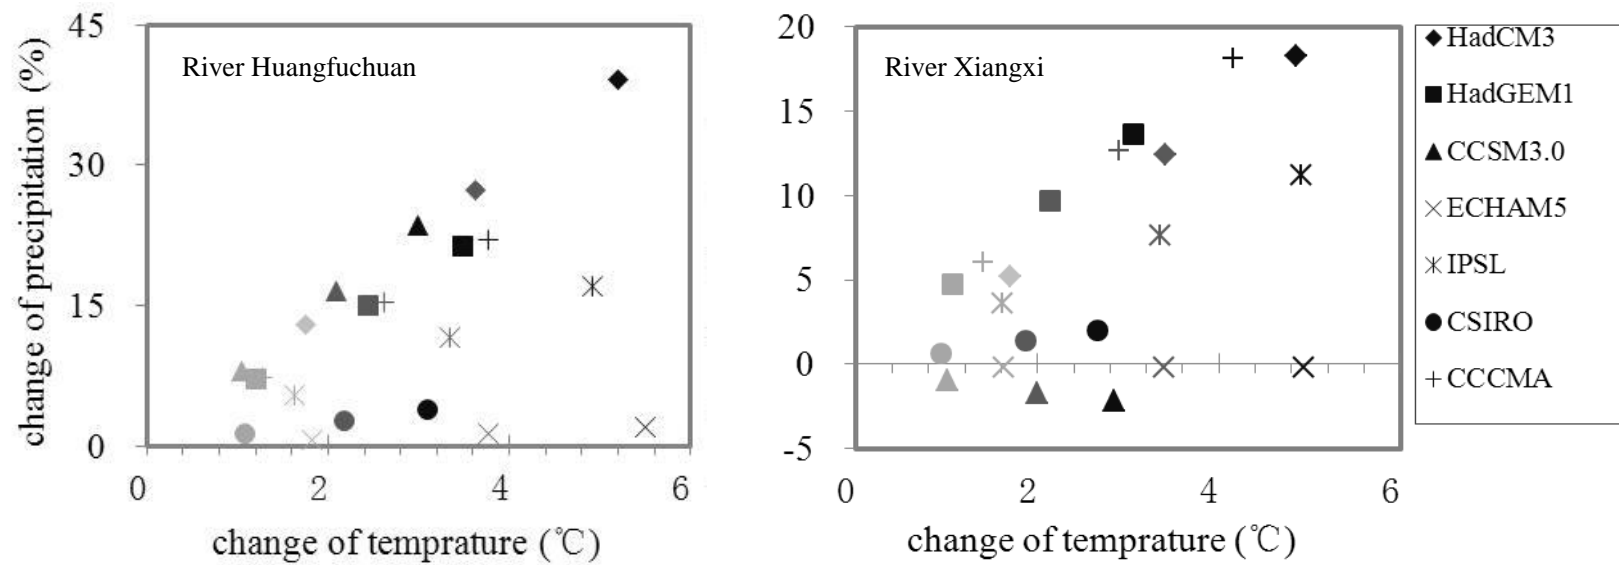 45
30
15
0
change of precipitation (%)
River Huangfuchuan
0 2 4 6
change of temprature (℃)
20
15
10
5
0
-5
River Xiangxi
0 2 4 6
change of temprature (℃)
HadCM3
HadGEM1
CCSM3.0
ECHAM5
IPSL
CSIRO
CCCMA